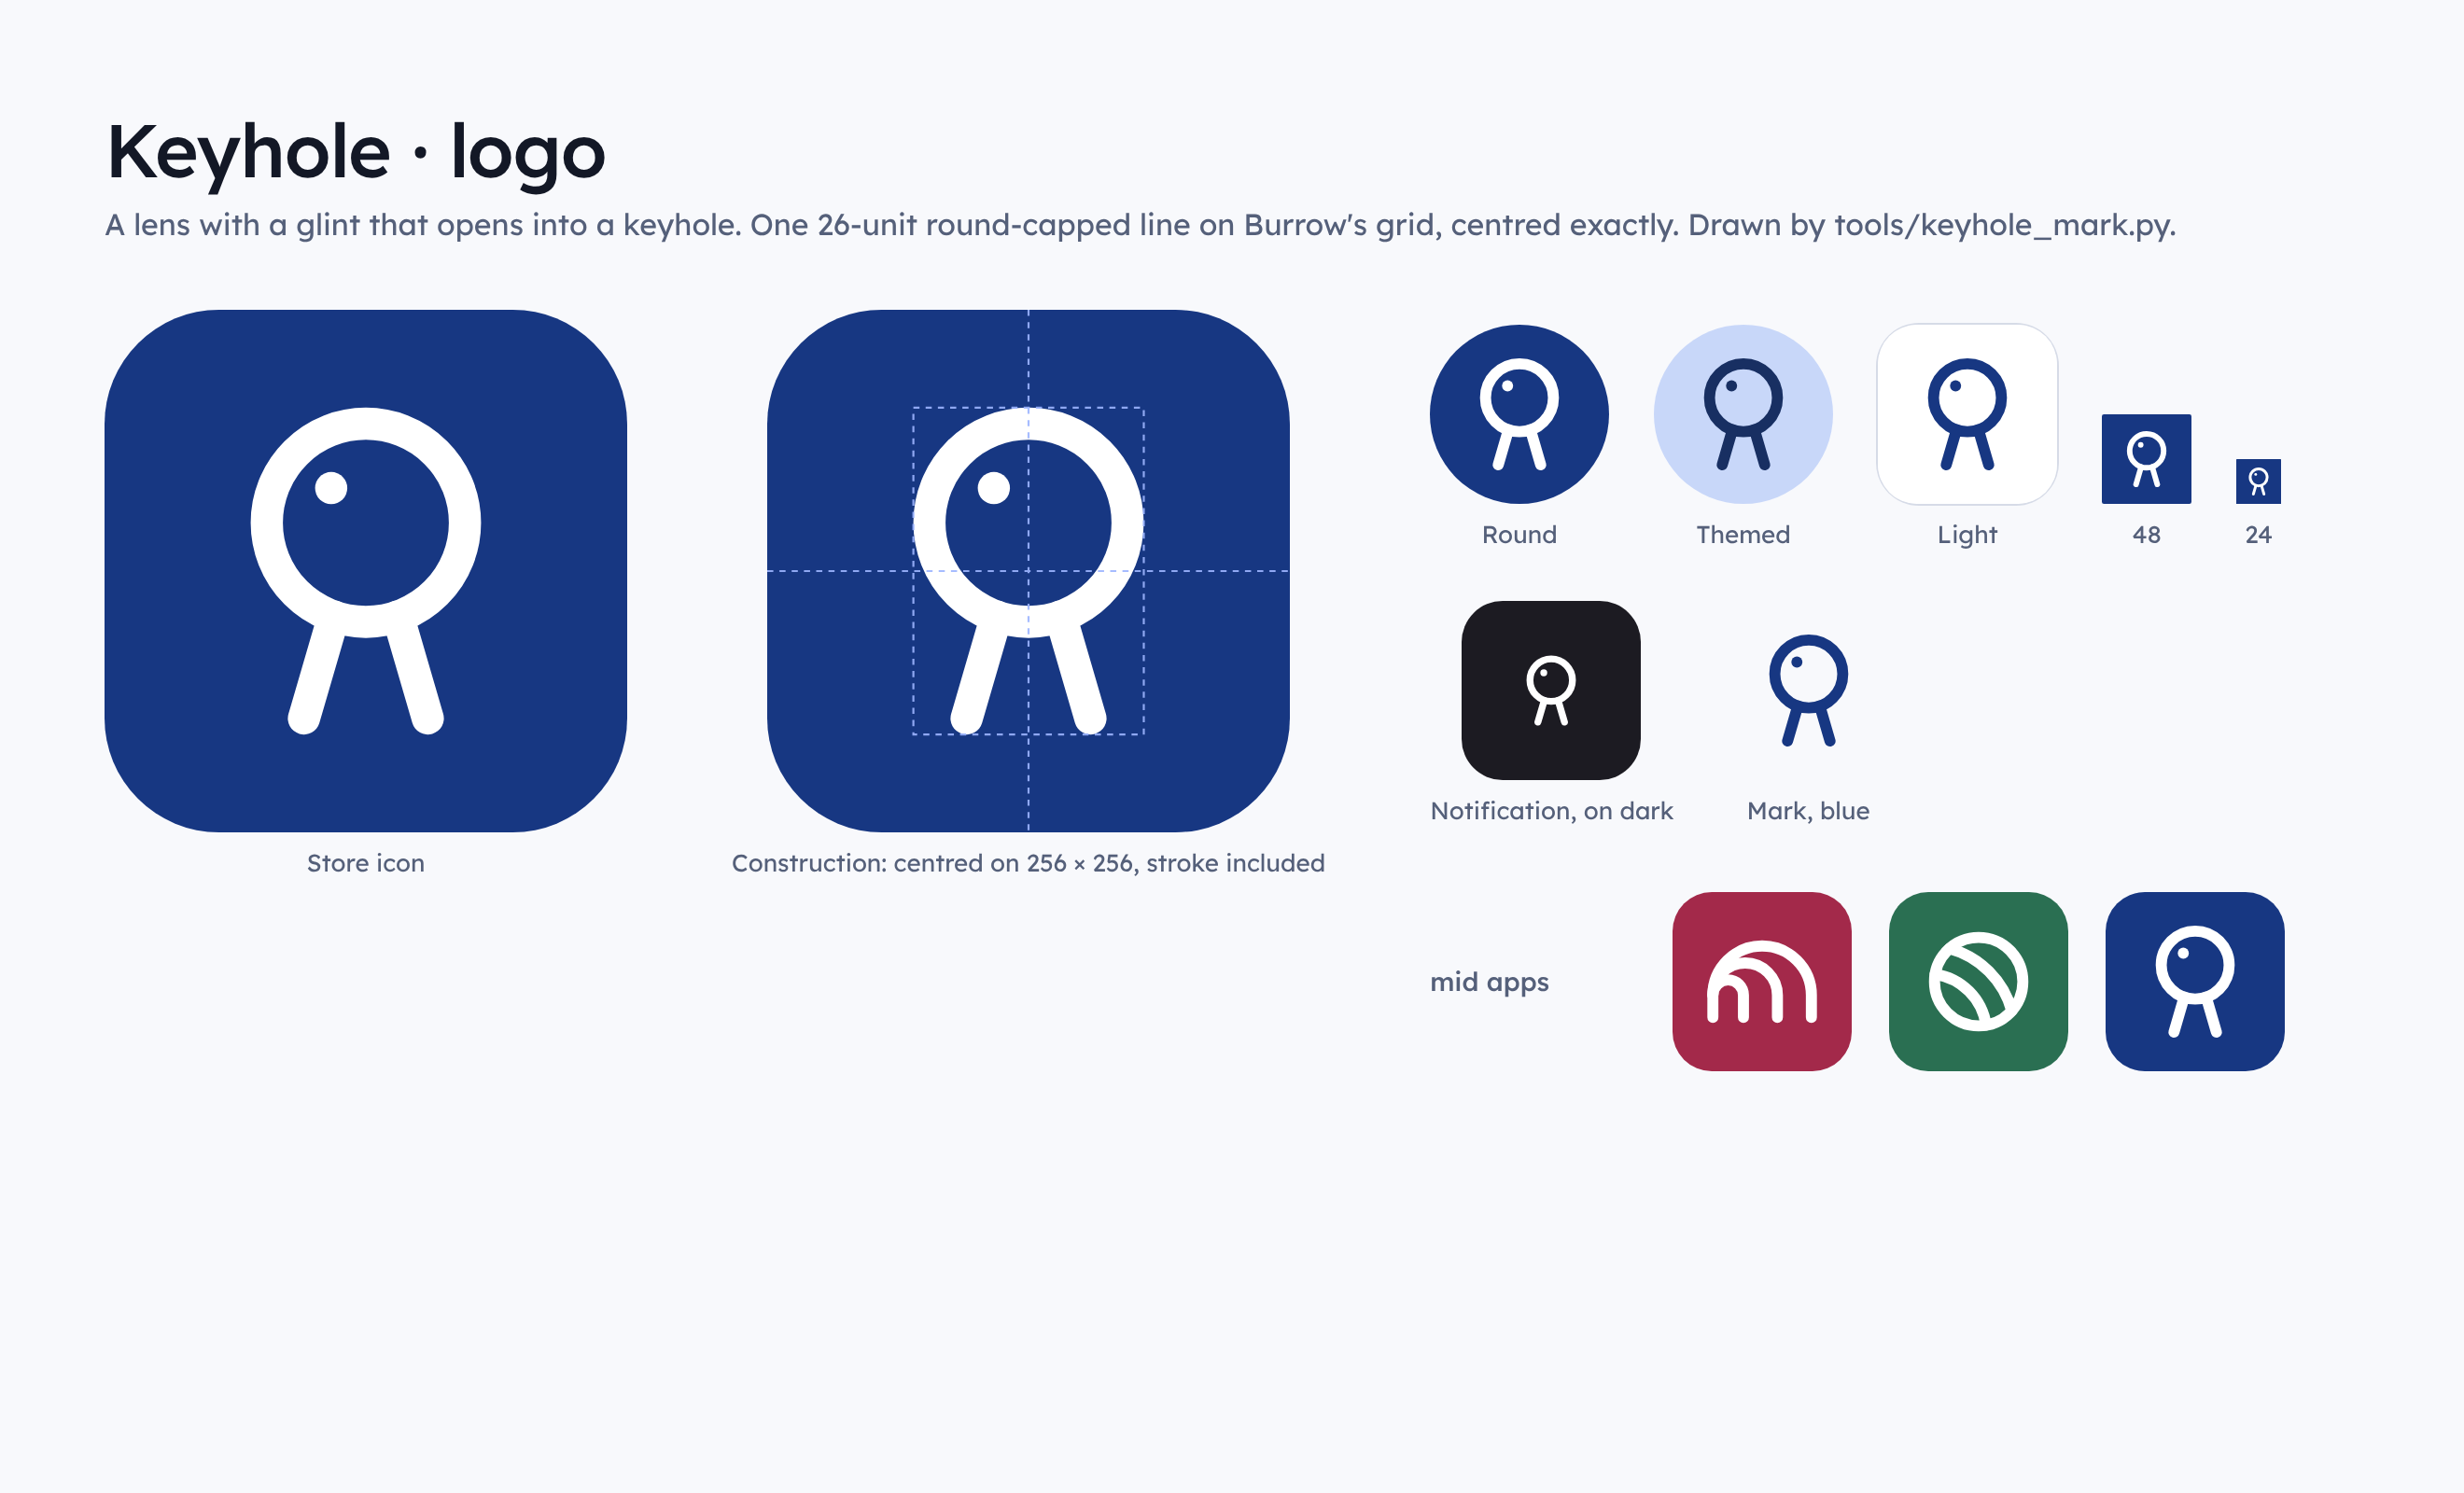 Keyhole · logo
A lens with a glint that opens into a keyhole. One 26-unit round-capped line on Burrow's grid, centred exactly. Drawn by tools/keyhole_mark.py.
Store icon
Construction: centred on 256 × 256, stroke included
Round
Themed
Light
48
24
Notification, on dark
Mark, blue
mid apps